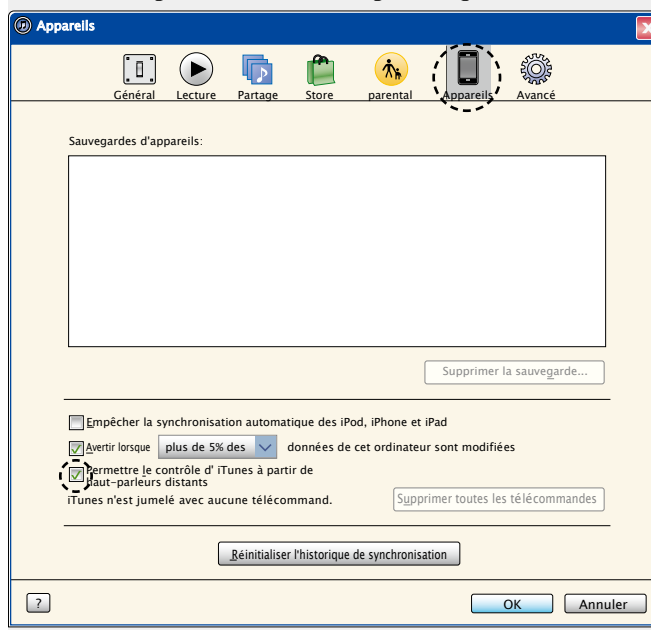 Appareils
Général Lecture Partage Store parental Appareils Avancé
Sauvegardes d'appareils:
Supprimer la sauvegarde...
Empêcher la synchronisation automatique des iPod, iPhone et iPad
Avertir lorsque plus de 5% des données de cet ordinateur sont modifiées
Permettre le contrôle d' iTunes à partir de
haut-parleurs distants
iTunes n'est jumelé avec aucune télécommand. Supprimer toutes les télécommandes
Réinitialiser l'historique de synchronisation
? OK Annuler